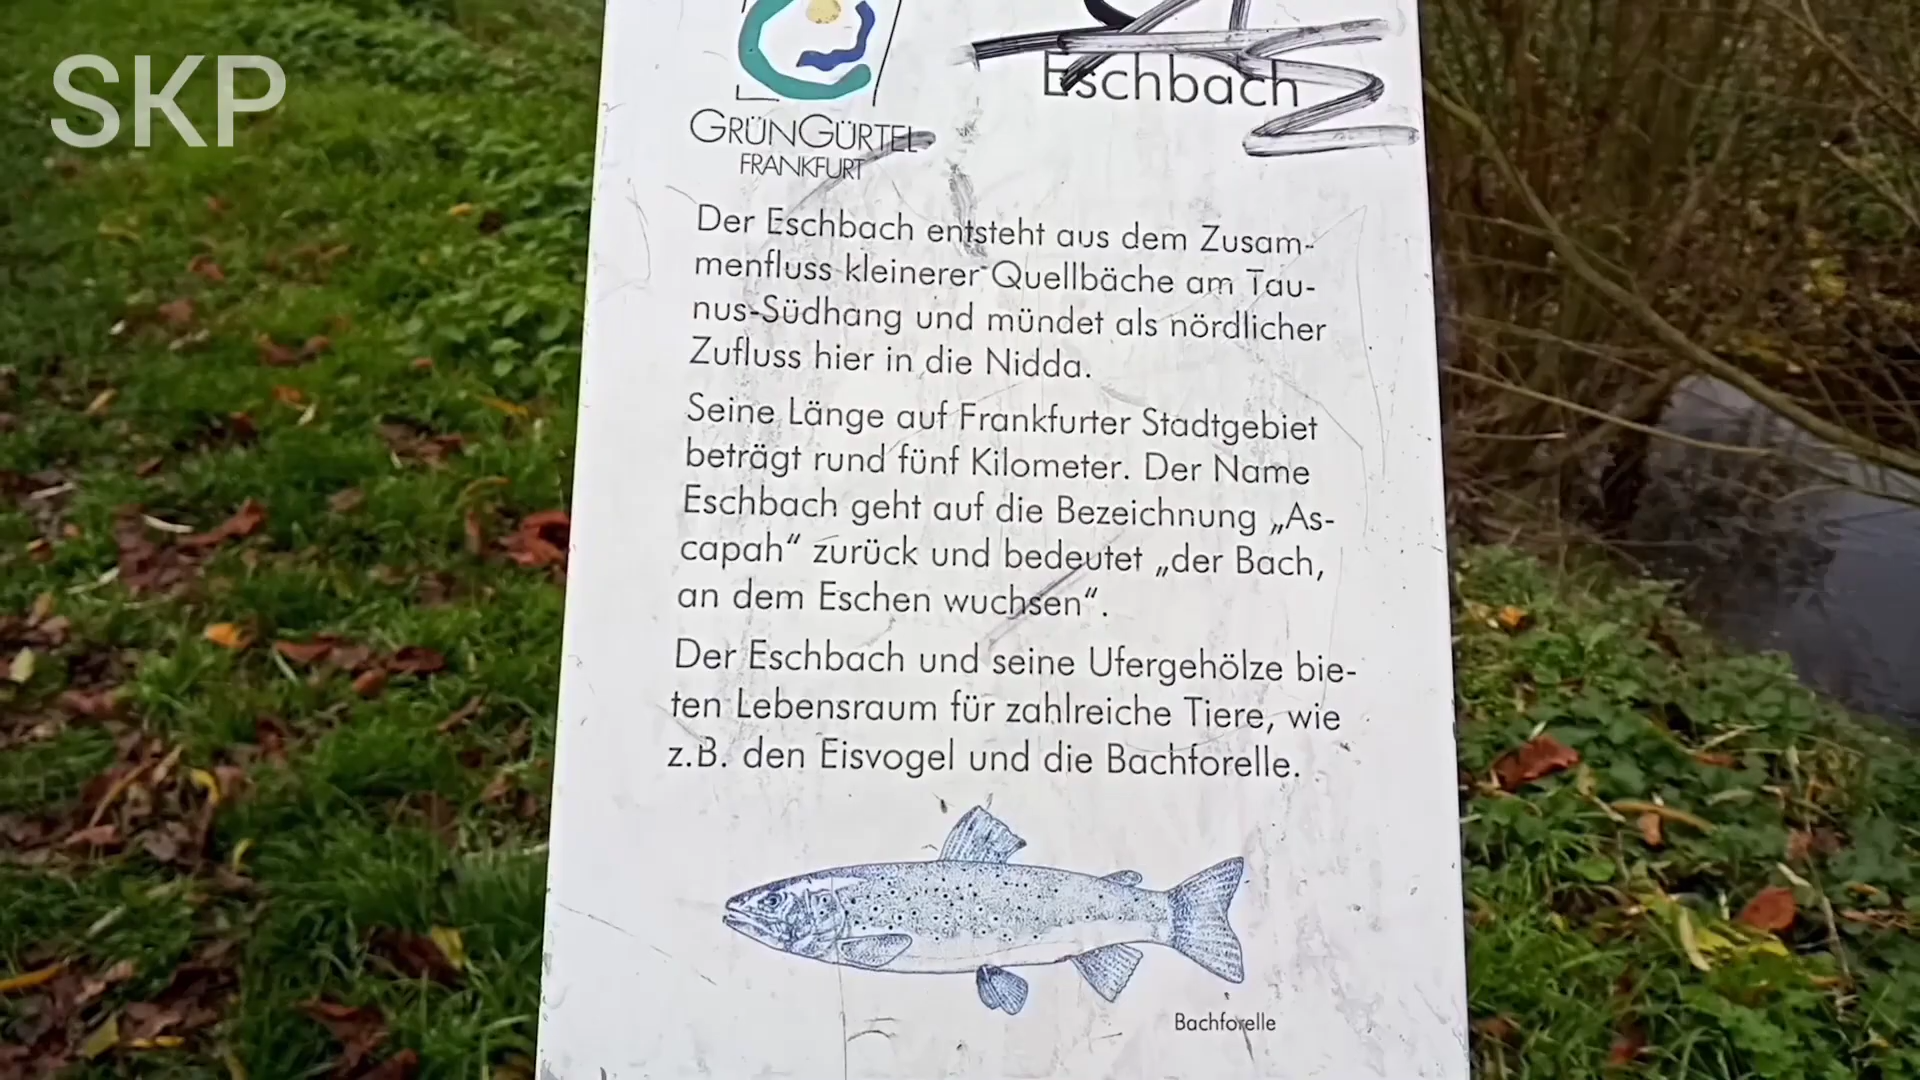 SKP
Eschbach
GRÜNGÜRTEL
FRANKFURT
Der Eschbach entsteht aus dem Zusam-
menfluss kleinerer Quellbäche am Tau-
nus-Südhang und mündet als nördlicher
Zufluss hier in die Nidda.
Seine Länge auf Frankfurter Stadtgebiet
beträgt rund fünf Kilometer. Der Name
Eschbach geht auf die Bezeichnung „As-
capah“ zurück und bedeutet „der Bach,
an dem Eschen wuchsen“.
Der Eschbach und seine Ufergehölze bie-
ten Lebensraum für zahlreiche Tiere, wie
z.B. den Eisvogel und die Bachforelle.
Bachforelle